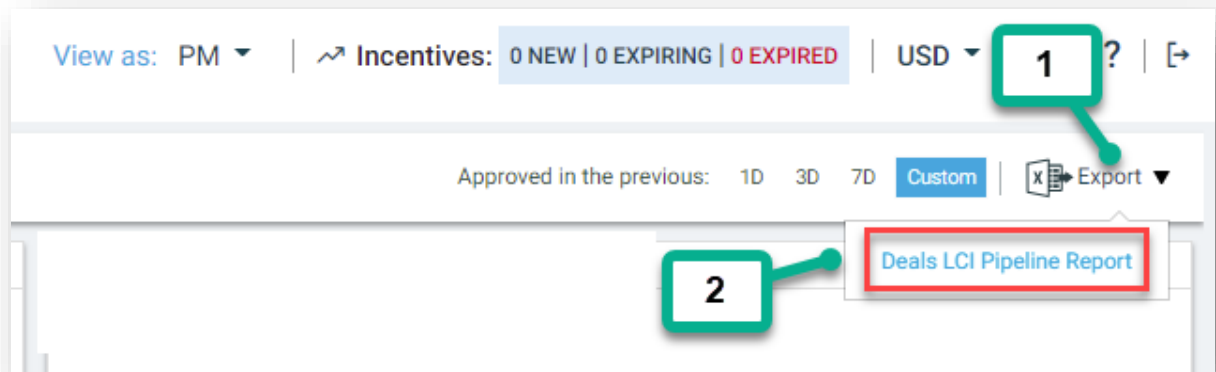 View as: PM | Incentives: 0 NEW | 0 EXPIRING | 0 EXPIRED | USD 1 ? |
Approved in the previous: 1D 3D 7D Custom | X Export
Deals LCI Pipeline Report
2